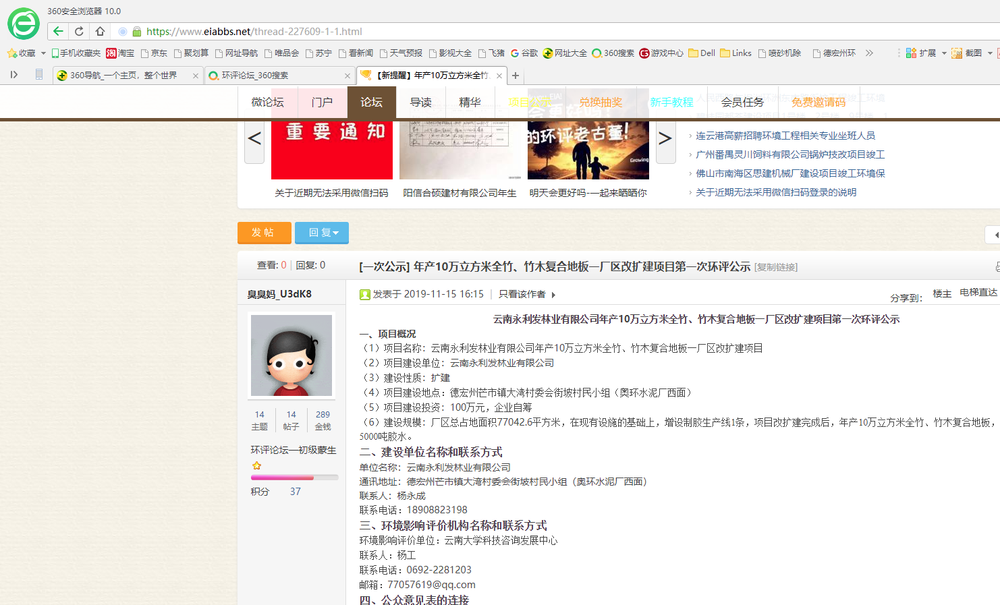 360安全浏览器 10.0
https://www.eiabbs.net/thread-227609-1-1.html
收藏 手机收藏夹 淘宝 京东 聚划算 网址导航 唯品会 苏宁 看新闻 天气预报 影视大全 飞猪 谷歌 网址大全 360搜索 游戏中心 Dell Links 喷砂机除 德宏州环 扩展 截图
360导航_一个主页，整个世界 环评论坛_360搜索 【新提醒】年产10万立方米全竹
微论坛 门户 论坛 导读 精华 兑换抽奖 新手教程 会员任务 免费邀请码
重要通知
会更好吗!
的环评老古董!
Growing
连云港高薪招聘环境工程相关专业坐班人员
广州番禺灵川饲料有限公司锅炉技改项目竣工
佛山市南海区思建机械厂建设项目竣工环境保
关于近期无法采用微信扫码登录的说明
关于近期无法采用微信扫码 阳信合硕建材有限公司年生 明天会更好吗-—起来晒晒你
发帖 回复
查看: 0 | 回复: 0
[一次公示] 年产10万立方米全竹、竹木复合地板一厂区改扩建项目第一次环评公示 [复制链接]
臭臭妈_U3dK8
发表于 2019-11-15 16:15 | 只看该作者
分享到: 楼主 电梯直达
14 14 289
主题 帖子 金钱
环评论坛—初级蒙生
积分 37
云南永利发林业有限公司年产10万立方米全竹、竹木复合地板一厂区改扩建项目第一次环评公示
一、项目概况
（1）项目名称：云南永利发林业有限公司年产10万立方米全竹、竹木复合地板一厂区改扩建项目
（2）项目建设单位：云南永利发林业有限公司
（3）建设性质：扩建
（4）项目建设地点：德宏州芒市镇大湾村委会街坡村民小组（奥环水泥厂西面）
（5）项目建设投资：100万元，企业自筹
（6）建设规模：厂区总占地面积77042.6平方米，在现有设施的基础上，增设制胶生产线1条，项目改扩建完成后，年产10万立方米全竹、竹木复合地板，
5000吨胶水。
二、建设单位名称和联系方式
单位名称：云南永利发林业有限公司
通讯地址：德宏州芒市镇大湾村委会街坡村民小组（奥环水泥厂西面）
联系人：杨永成
联系电话：18908823198
三、环境影响评价机构名称和联系方式
环境影响评价单位：云南大学科技咨询发展中心
联系人：杨工
联系电话：0692-2281203
邮箱：77057619@qq.com
四、公众意见表的连接